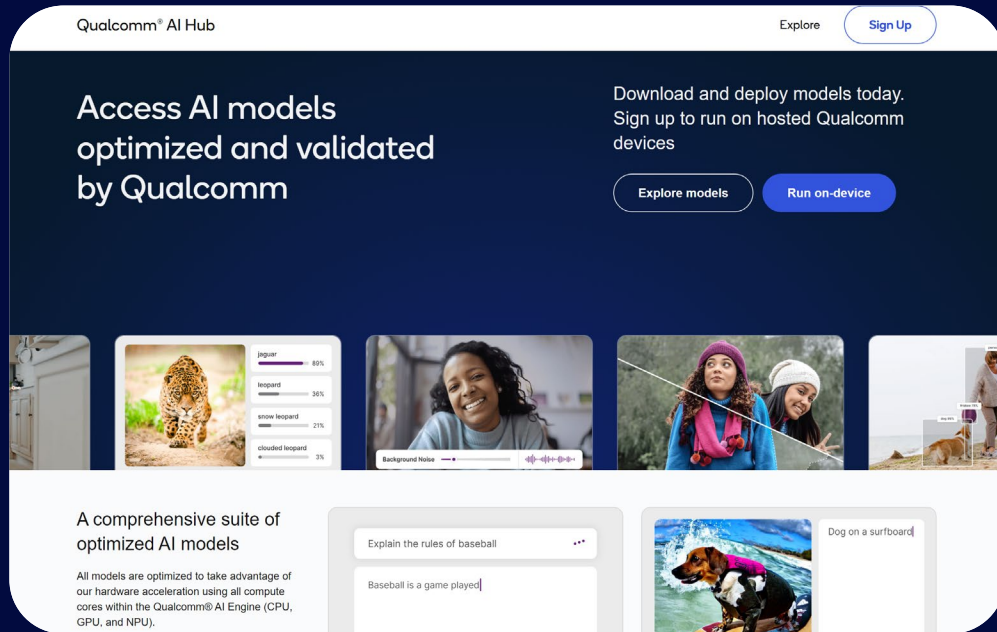 Qualcomm® AI Hub
Explore
Sign Up
Access AI models
optimized and validated
by Qualcomm
Download and deploy models today.
Sign up to run on hosted Qualcomm
devices
Explore models
Run on-device
jaguar
89%
leopard
36%
snow leopard
21%
clouded leopard
3%
Background Noise
A comprehensive suite of
optimized AI models
All models are optimized to take advantage of
our hardware acceleration using all compute
cores within the Qualcomm® AI Engine (CPU,
GPU, and NPU).
Explain the rules of baseball
Baseball is a game played
Dog on a surfboard